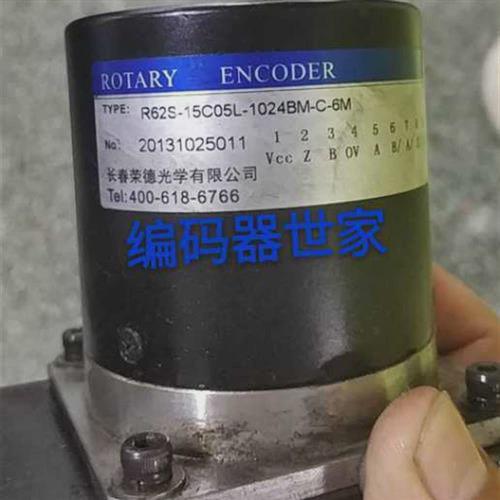 ROTARY ENCODER
TYPE: R62S-15C05L-1024BM-C-6M
No: 20131025011
1 2 3 4 5 6 7
Vcc Z B 0V A B/ A/
长春荣德光学有限公司
Tel:400-618-6766
编码器世家